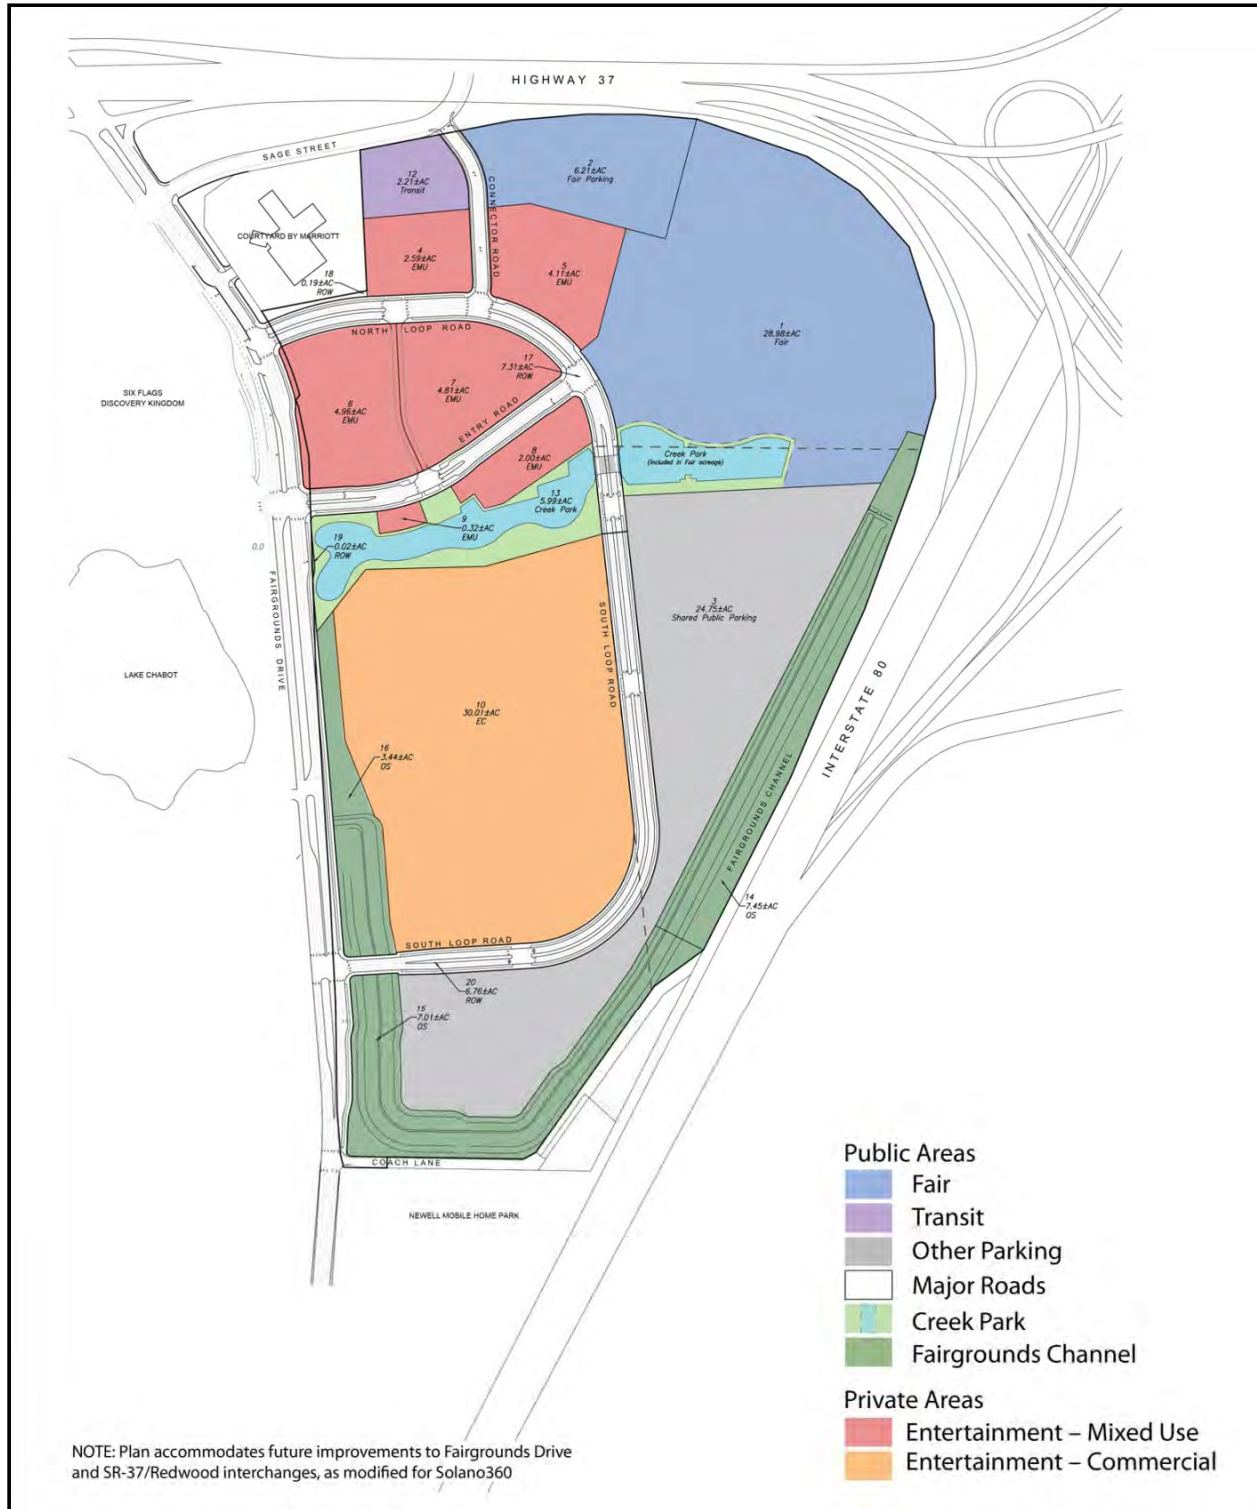 HIGHWAY 37
SAGE STREET
12
2.21±AC
Transit
2
6.21±AC
Fair Parking
CONNECTOR ROAD
COURTYARD BY MARRIOTT
4
2.59±AC
EMU
5
4.11±AC
EMU
18
0.19±AC
ROW
1
28.98±AC
Fair
NORTH LOOP ROAD
17
7.31±AC
ROW
SIX FLAGS
DISCOVERY KINGDOM
6
4.96±AC
EMU
7
4.81±AC
EMU
ENTRY ROAD
8
2.00±AC
EMU
Creek Park
(included in Fair acreage)
13
5.99±AC
Creek Park
9
0.32±AC
EMU
19
0.02±AC
ROW
0.0
FAIRGROUNDS DRIVE
SOUTH LOOP ROAD
3
24.75±AC
Shared Public Parking
LAKE CHABOT
10
30.01±AC
EC
INTERSTATE 80
16
3.44±AC
OS
FAIRGROUNDS CHANNEL
14
7.45±AC
OS
SOUTH LOOP ROAD
20
6.76±AC
ROW
15
7.01±AC
OS
COACH LANE
NEWELL MOBILE HOME PARK
Public Areas
Fair
Transit
Other Parking
Major Roads
Creek Park
Fairgrounds Channel
Private Areas
Entertainment – Mixed Use
Entertainment – Commercial
NOTE: Plan accommodates future improvements to Fairgrounds Drive
and SR-37/Redwood interchanges, as modified for Solano360